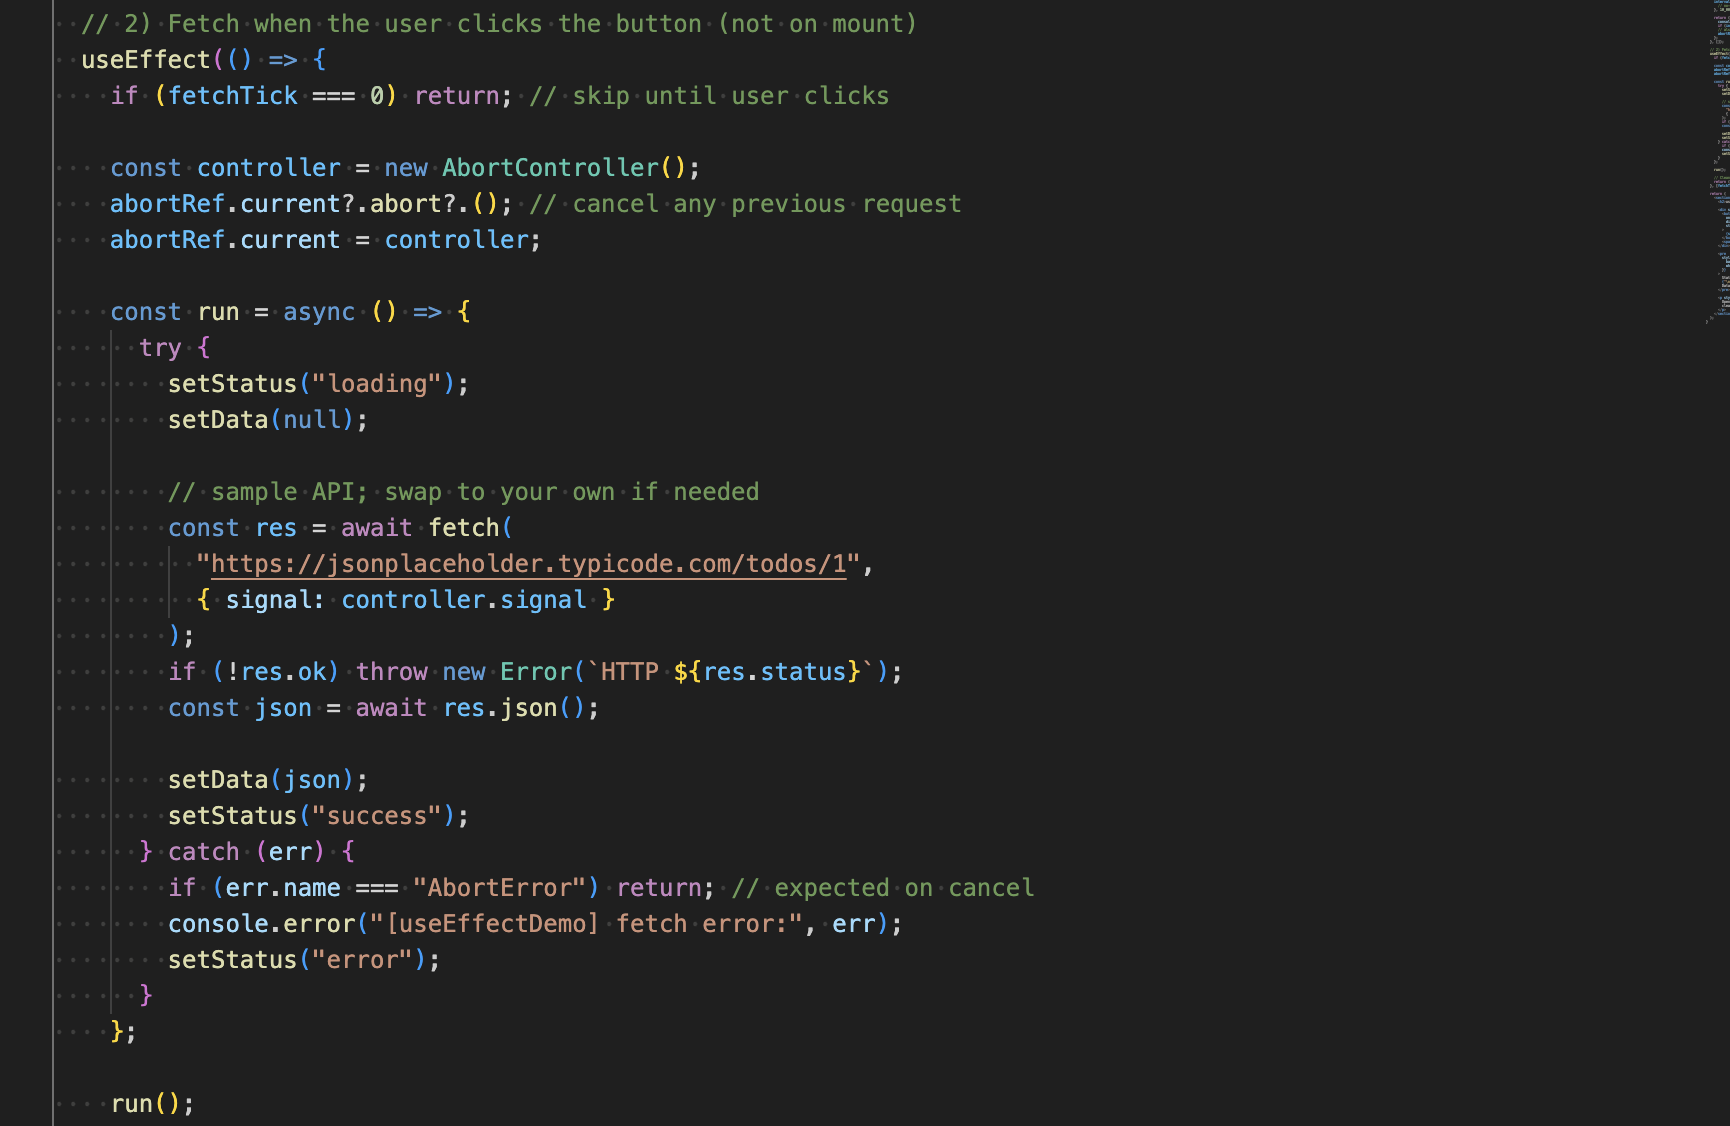 // 2) Fetch when the user clicks the button (not on mount)
useEffect(() => {
if (fetchTick === 0) return; // skip until user clicks
const controller = new AbortController();
abortRef.current?.abort?.(); // cancel any previous request
abortRef.current = controller;
const run = async () => {
try {
setStatus("loading");
setData(null);
// sample API; swap to your own if needed
const res = await fetch(
"https://jsonplaceholder.typicode.com/todos/1",
{ signal: controller.signal }
);
if (!res.ok) throw new Error(`HTTP ${res.status}`);
const json = await res.json();
setData(json);
setStatus("success");
} catch (err) {
if (err.name === "AbortError") return; // expected on cancel
console.error("[useEffectDemo] fetch error:", err);
setStatus("error");
}
};
run();